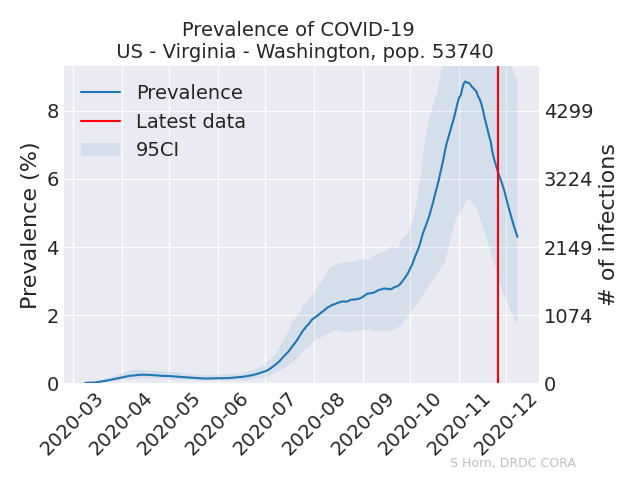 Prevalence of COVID-19
US - Virginia - Washington, pop. 53740
Prevalence
Latest data
95CI
Prevalence (%)
8
6
4
2
0
4299
3224
2149
1074
0
# of infections
2020-03
2020-04
2020-05
2020-06
2020-07
2020-08
2020-09
2020-10
2020-11
2020-12
S Horn, DRDC CORA